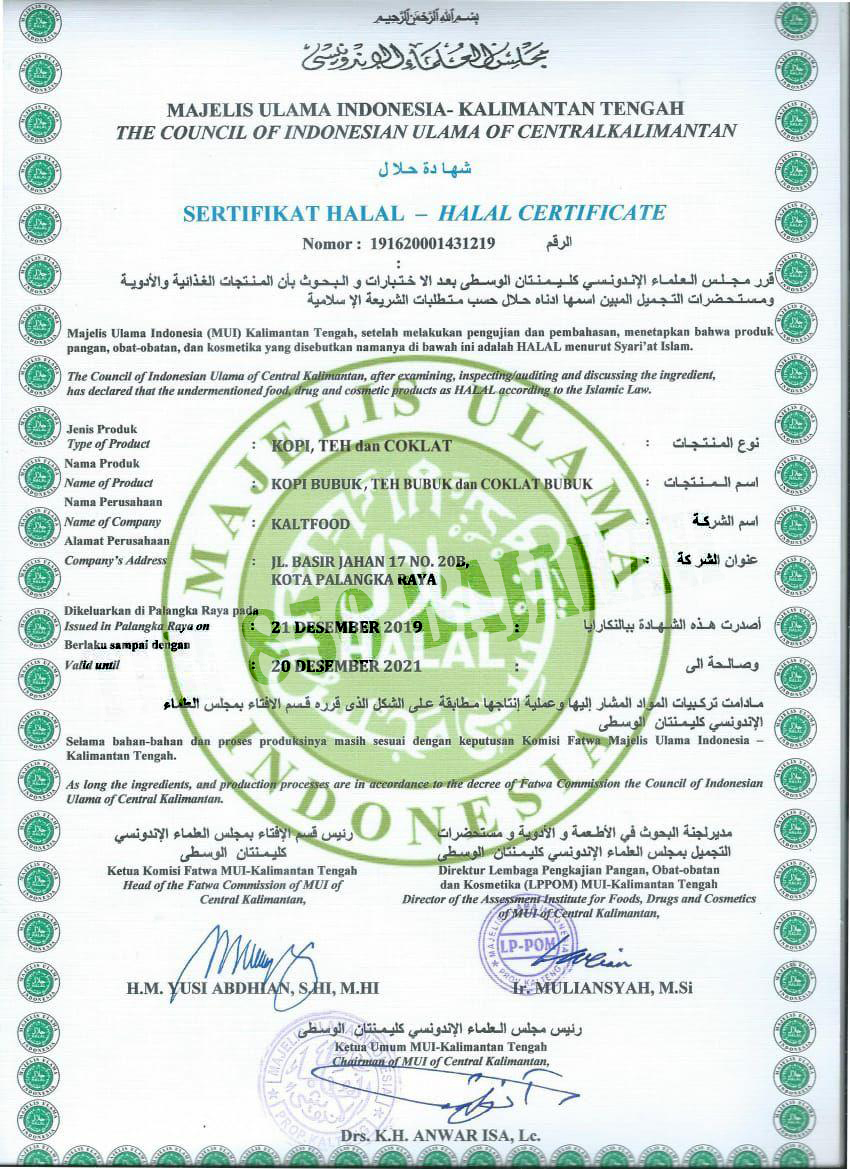 بسم الله الرحمن الرحيم
مجلس العلماء الإندونيسي
MAJELIS ULAMA INDONESIA- KALIMANTAN TENGAH
THE COUNCIL OF INDONESIAN ULAMA OF CENTRALKALIMANTAN
شهادة حلال
SERTIFIKAT HALAL – HALAL CERTIFICATE
Nomor : 191620001431219 الرقم
:
قرر مجلس العلماء الإندونسي كليمنتان الوسطى بعد الاختبارات و البحوث بأن المنتجات الغذائية والأدوية
ومستحضرات التجميل المبين اسمها ادناه حلال حسب متطلبات الشريعة الإسلامية
Majelis Ulama Indonesia (MUI) Kalimantan Tengah, setelah melakukan pengujian dan pembahasan, menetapkan bahwa produk
pangan, obat-obatan, dan kosmetika yang disebutkan namanya di bawah ini adalah HALAL menurut Syari'at Islam.
The Council of Indonesian Ulama of Central Kalimantan, after examining, inspecting/auditing and discussing the ingredient,
has declared that the undermentioned food, drug and cosmetic products as HALAL according to the Islamic Law.
Jenis Produk
Type of Product : KOPI, TEH dan COKLAT : نوع المنتجات
Nama Produk
Name of Product : KOPI BUBUK, TEH BUBUK dan COKLAT BUBUK : اسم المنتجات
Nama Perusahaan
Name of Company : KALTFOOD : اسم الشركة
Alamat Perusahaan
Company's Address : JL. BASIR JAHAN 17 NO. 20B, : عنوان الشركة
KOTA PALANGKA RAYA
Dikeluarkan di Palangka Raya pada
Issued in Palangka Raya on : 21 DESEMBER 2019 : أصدرت هذه الشهادة ببالنكارايا
Berlaku sampai dengan
Valid until : 20 DESEMBER 2021 : وصالحة الى
مادامت تركيبات المواد المشار إليها وعملية إنتاجها مطابقة على الشكل الذى قرره قسم الافتاء بمجلس العلماء
الإندونسي كليمنتان الوسطى
Selama bahan-bahan dan proses produksinya masih sesuai dengan keputusan Komisi Fatwa Majelis Ulama Indonesia –
Kalimantan Tengah.
As long the ingredients, and production processes are in accordance to the decree of Fatwa Commission the Council of Indonesian
Ulama of Central Kalimantan.
MAJELIS ULAMA
INDONESIA
حلال
HALAL
رئيس قسم الإفتاء بمجلس العلماء الإندونسي
كليمنتان الوسطى
Ketua Komisi Fatwa MUI-Kalimantan Tengah
Head of the Fatwa Commission of MUI of
Central Kalimantan,
H.M. YUSI ABDHIAN, S.HI, M.HI
مديرلجنة البحوث في الأطعمة و الأدوية و مستحضرات
التجميل بمجلس العلماء الإندونسي كليمنتان الوسطى
Direktur Lembaga Pengkajian Pangan, Obat-obatan
dan Kosmetika (LPPOM) MUI-Kalimantan Tengah
Director of the Assessment Institute for Foods, Drugs and Cosmetics
of MUI of Central Kalimantan,
LP-POM
Ir. MULIANSYAH, M.Si
رئيس مجلس العلماء الإندونسي كليمنتان الوسطى
Ketua Umum MUI-Kalimantan Tengah
Chairman of MUI of Central Kalimantan,
Drs. K.H. ANWAR ISA, Lc.